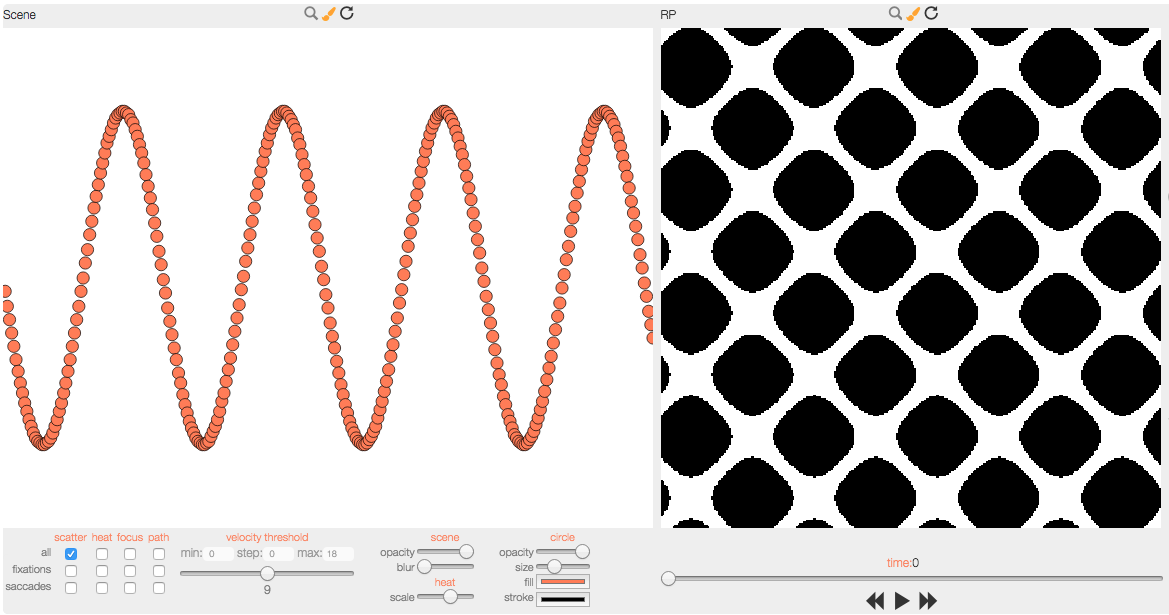 Scene
RP
scatter heat focus path
all
fixations
saccades
velocity threshold
min: 0 step: 0 max: 18
9
scene
opacity
blur
heat
scale
circle
opacity
size
fill
stroke
time:0